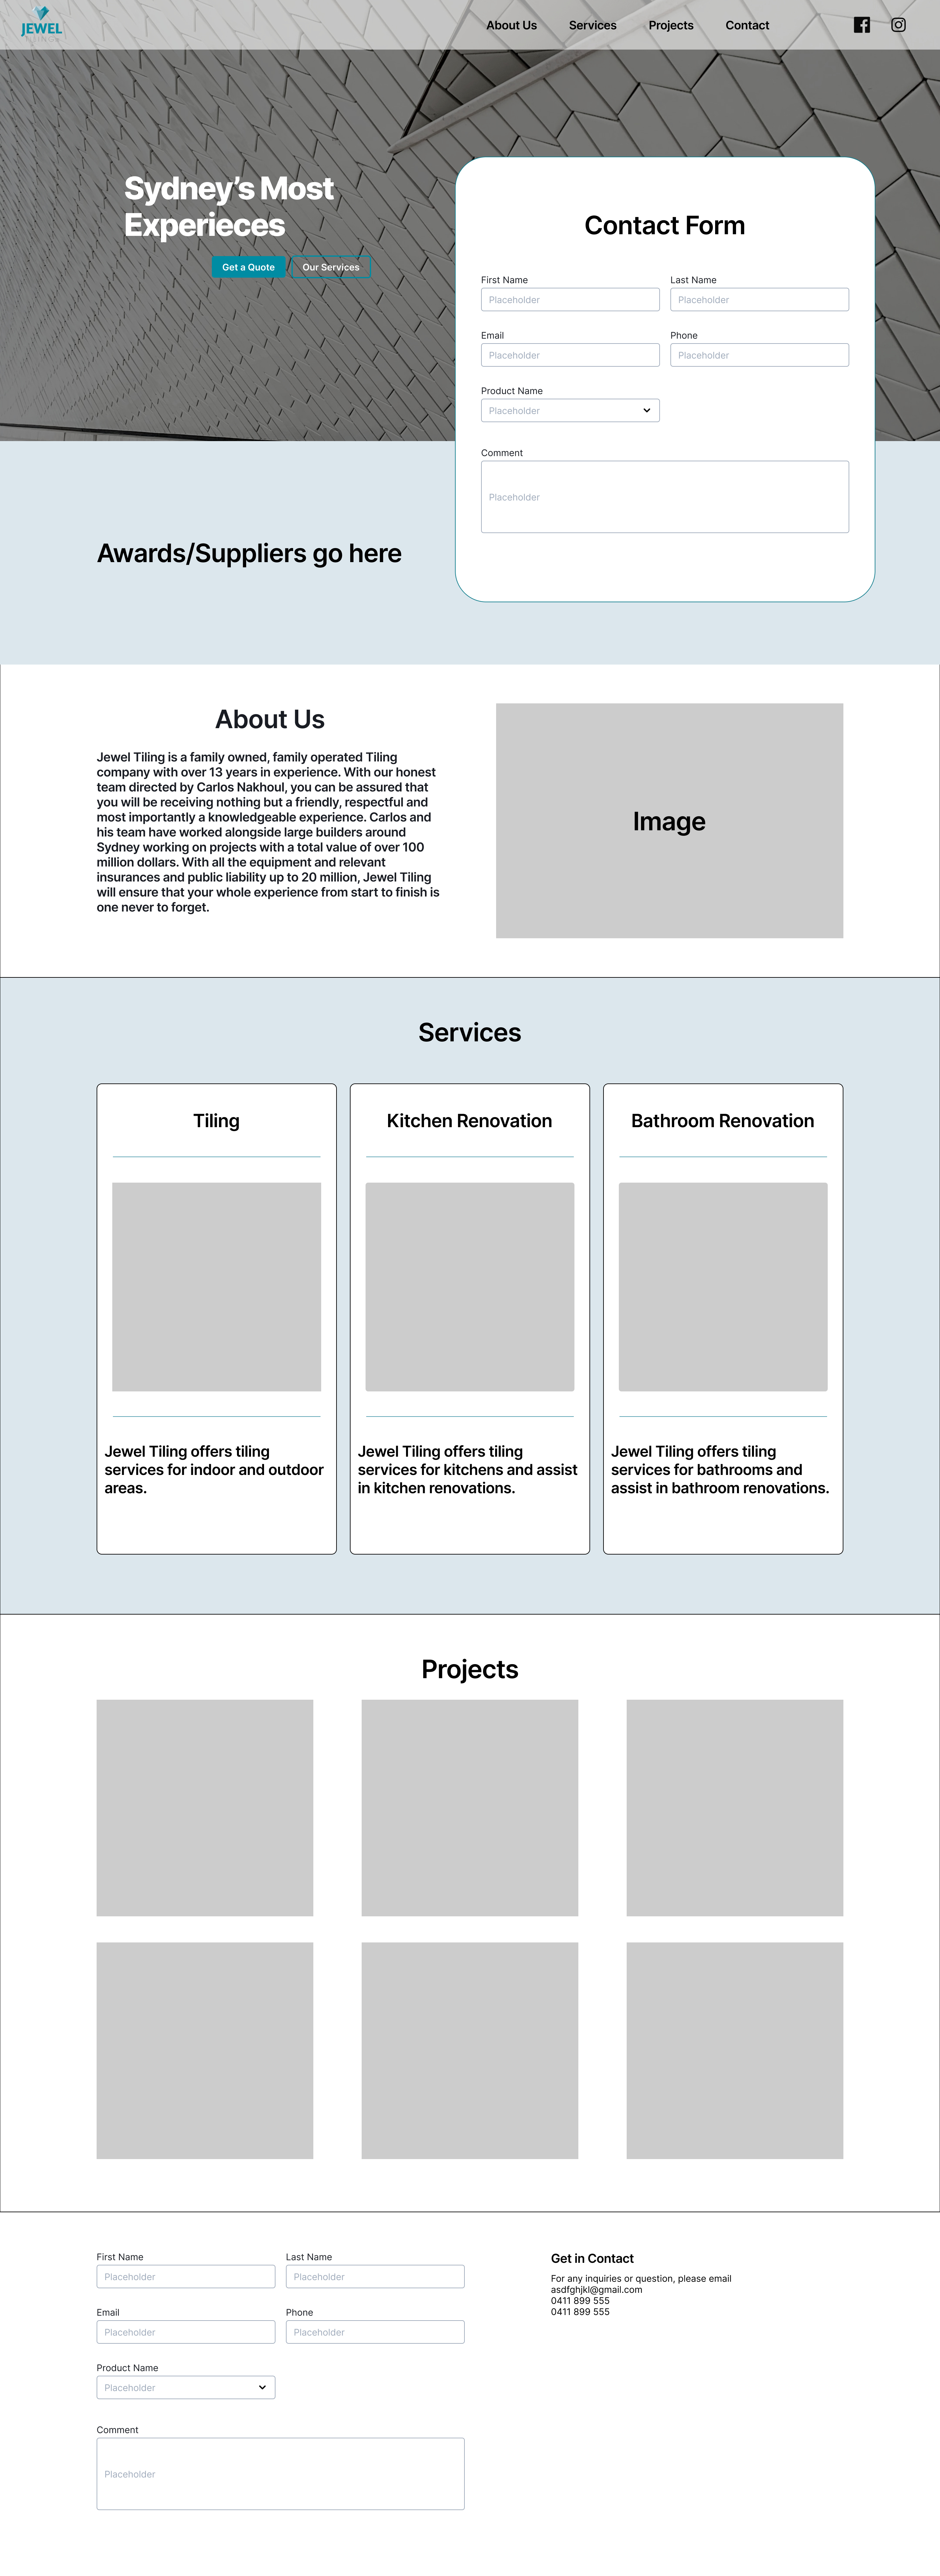 JEWEL
About Us
Services
Projects
Contact
Sydney's Most
Experieces
Get a Quote
Our Services
Contact Form
First Name
Last Name
Placeholder
Placeholder
Email
Phone
Placeholder
Placeholder
Product Name
Placeholder
Comment
Placeholder
Awards/Suppliers go here
About Us
Jewel Tiling is a family owned, family operated Tiling
company with over 13 years in experience. With our honest
team directed by Carlos Nakhoul, you can be assured that
you will be receiving nothing but a friendly, respectful and
most importantly a knowledgeable experience. Carlos and
his team have worked alongside large builders around
Sydney working on projects with a total value of over 100
million dollars. With all the equipment and relevant
insurances and public liability up to 20 million, Jewel Tiling
will ensure that your whole experience from start to finish is
one never to forget.
Image
Services
Tiling
Jewel Tiling offers tiling
services for indoor and outdoor
areas.
Kitchen Renovation
Jewel Tiling offers tiling
services for kitchens and assist
in kitchen renovations.
Bathroom Renovation
Jewel Tiling offers tiling
services for bathrooms and
assist in bathroom renovations.
Projects
First Name
Last Name
Placeholder
Placeholder
Email
Phone
Placeholder
Placeholder
Product Name
Placeholder
Comment
Placeholder
Get in Contact
For any inquiries or question, please email
asdfghjkl@gmail.com
0411 899 555
0411 899 555